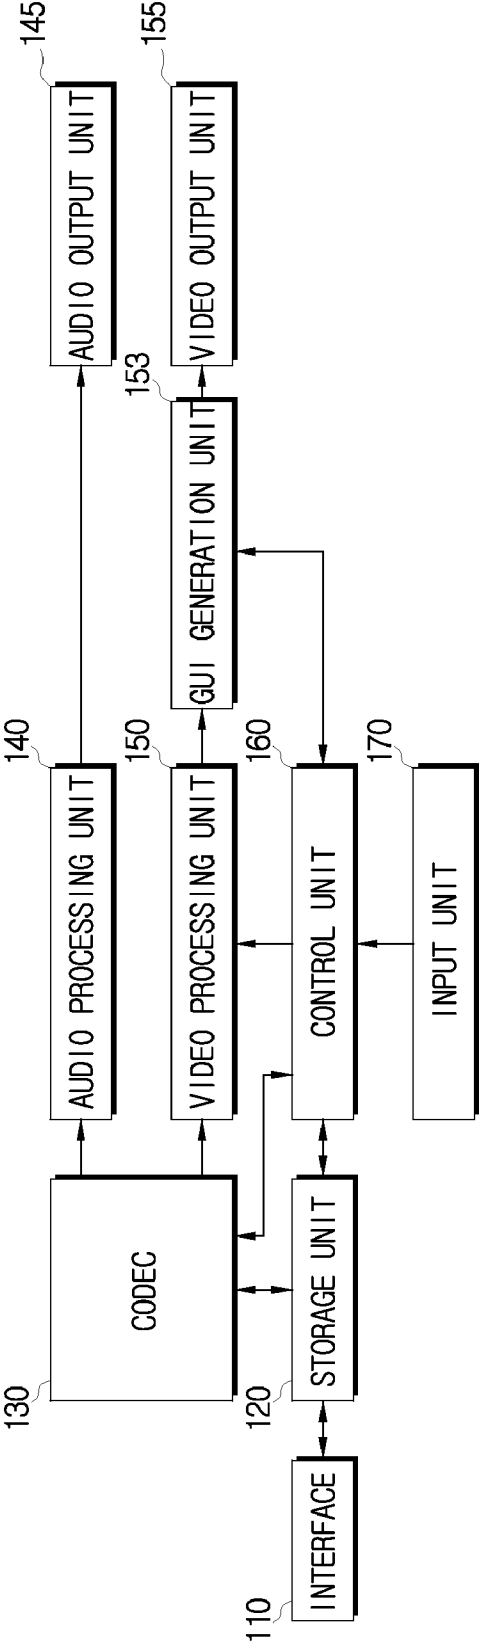 130
CODEC
140
AUDIO PROCESSING UNIT
145
AUDIO OUTPUT UNIT
150
VIDEO PROCESSING UNIT
153
GUI GENERATION UNIT
155
VIDEO OUTPUT UNIT
110
INTERFACE
120
STORAGE UNIT
160
CONTROL UNIT
170
INPUT UNIT